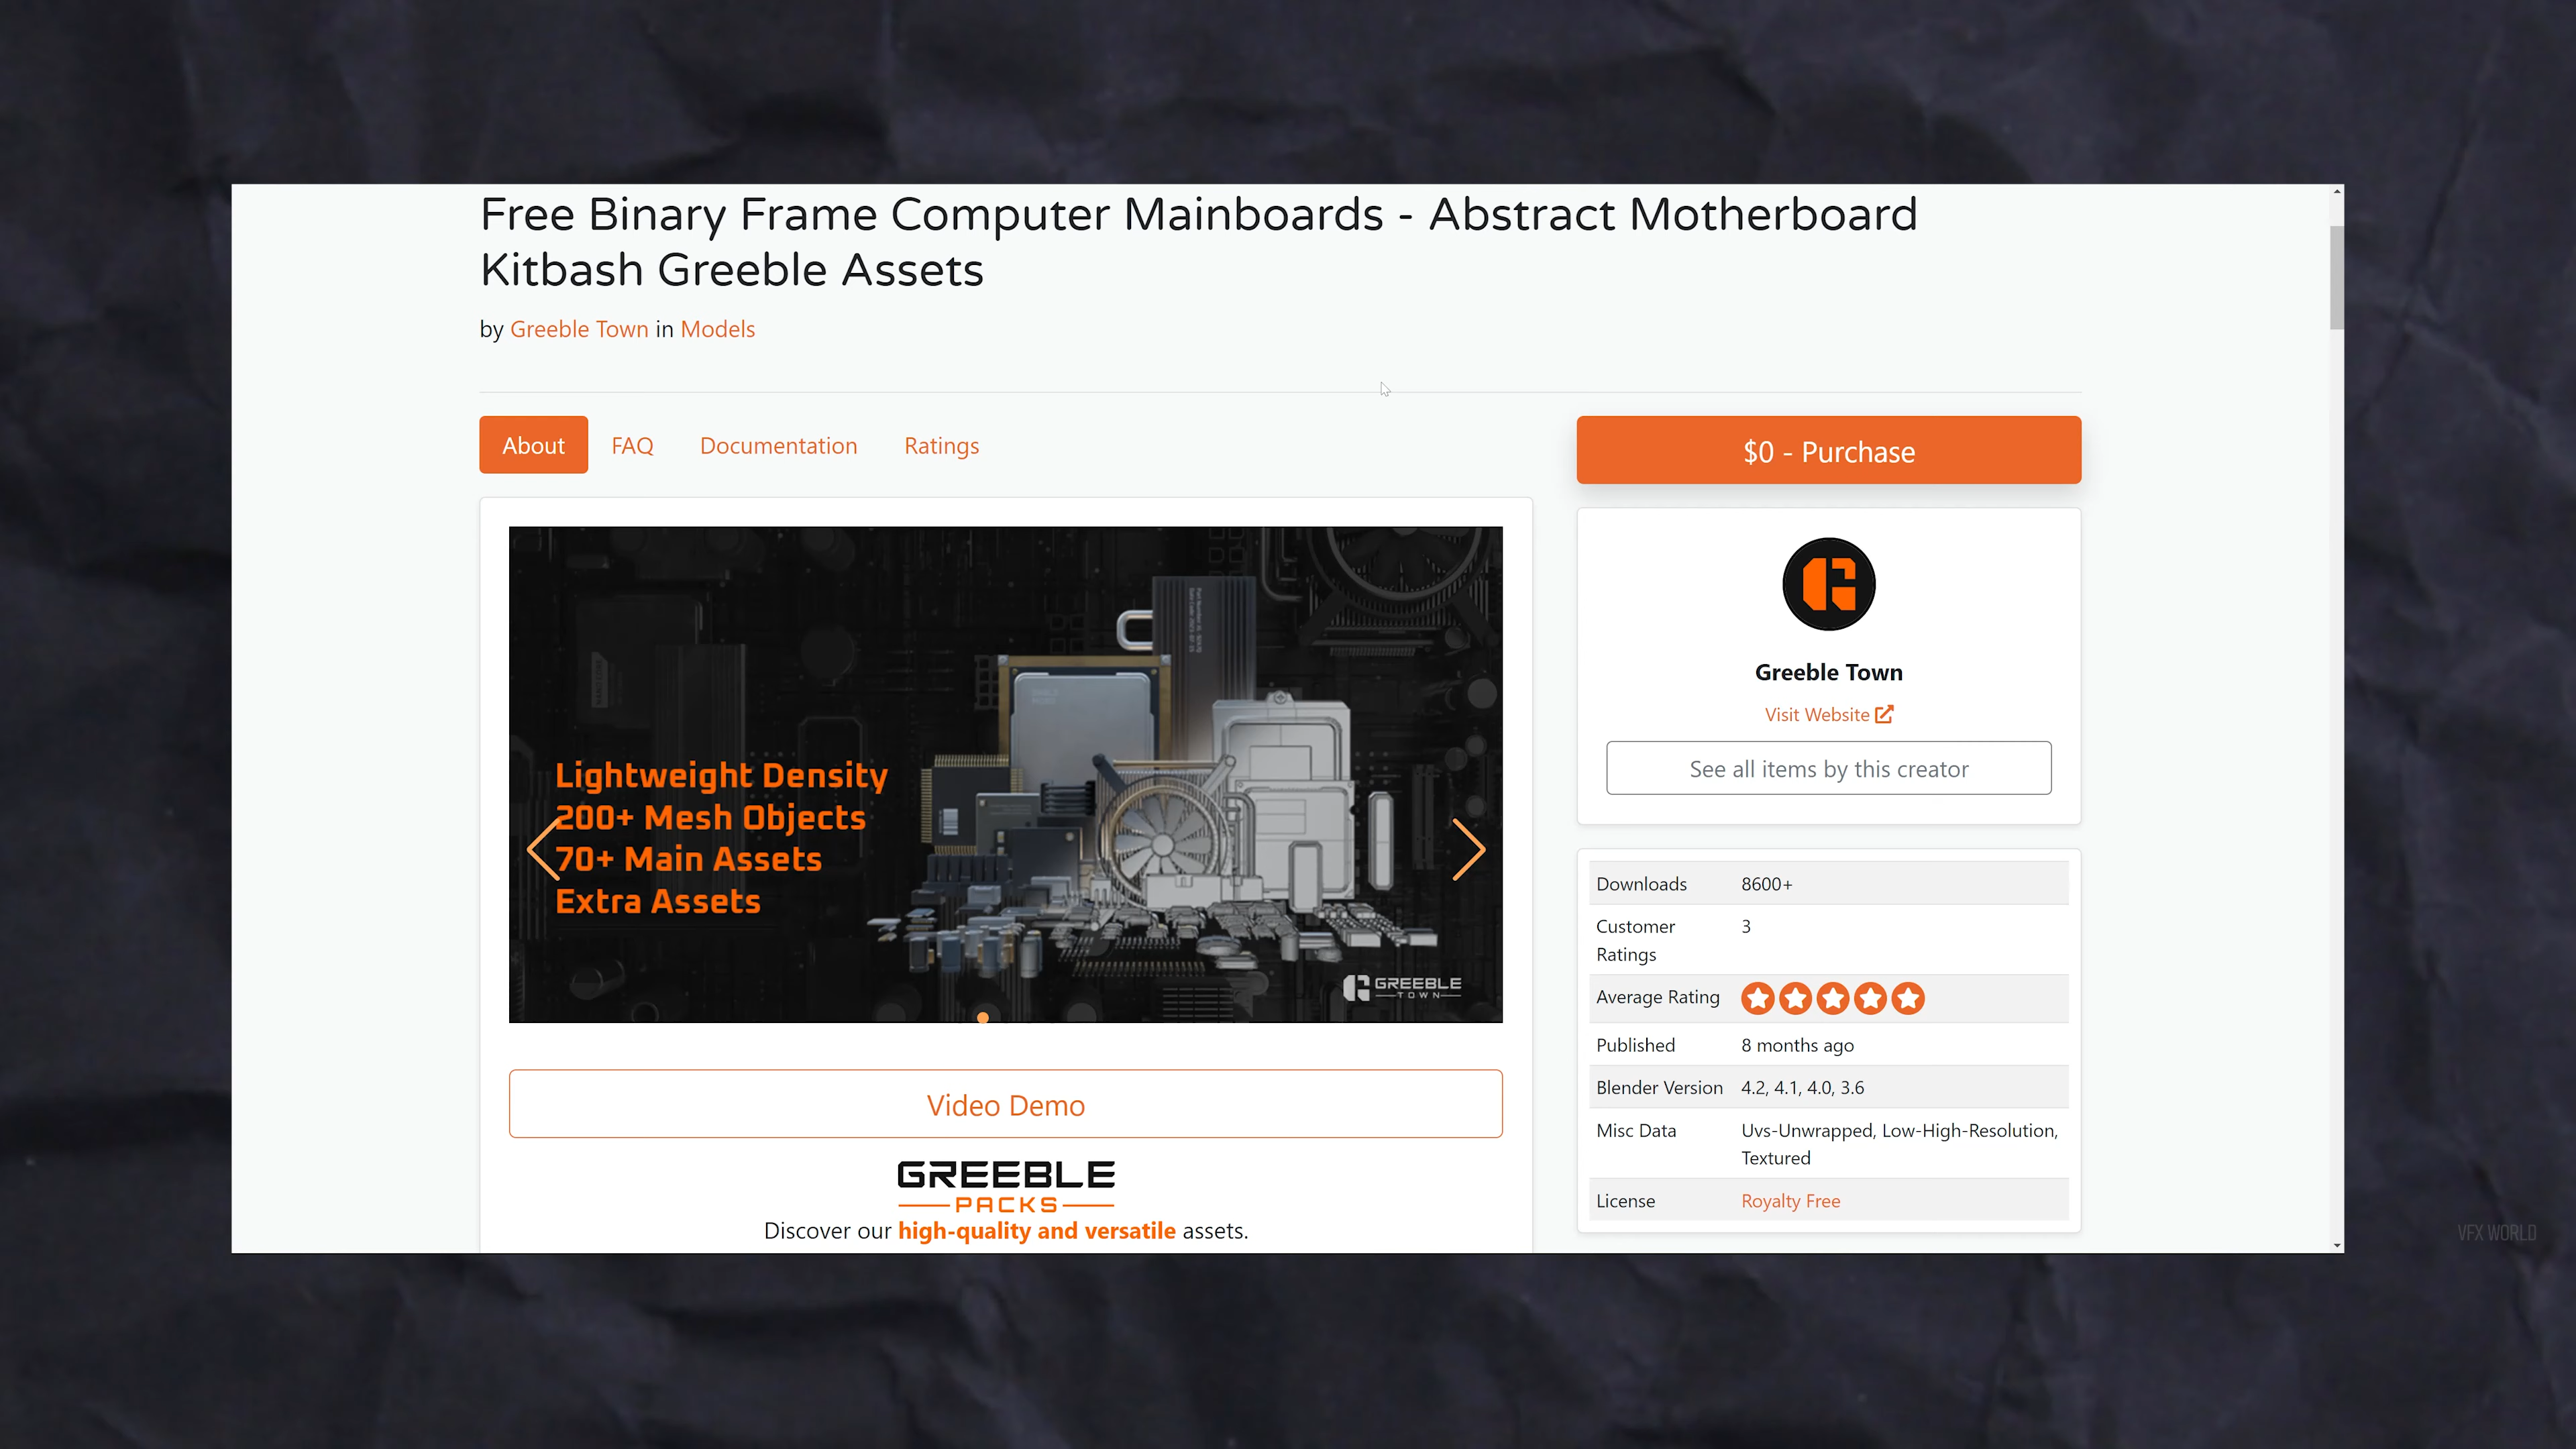 Free Binary Frame Computer Mainboards - Abstract Motherboard
Kitbash Greeble Assets
by Greeble Town in Models
About
FAQ
Documentation
Ratings
$0 - Purchase
Lightweight Density
200+ Mesh Objects
70+ Main Assets
Extra Assets
GREEBLE
TOWN
Video Demo
GREEBLE
PACKS
Discover our high-quality and versatile assets.
Greeble Town
Visit Website
See all items by this creator
Downloads 8600+
Customer 3
Ratings
Average Rating
Published 8 months ago
Blender Version 4.2, 4.1, 4.0, 3.6
Misc Data Uvs-Unwrapped, Low-High-Resolution,
Textured
License Royalty Free
VFX WORLD